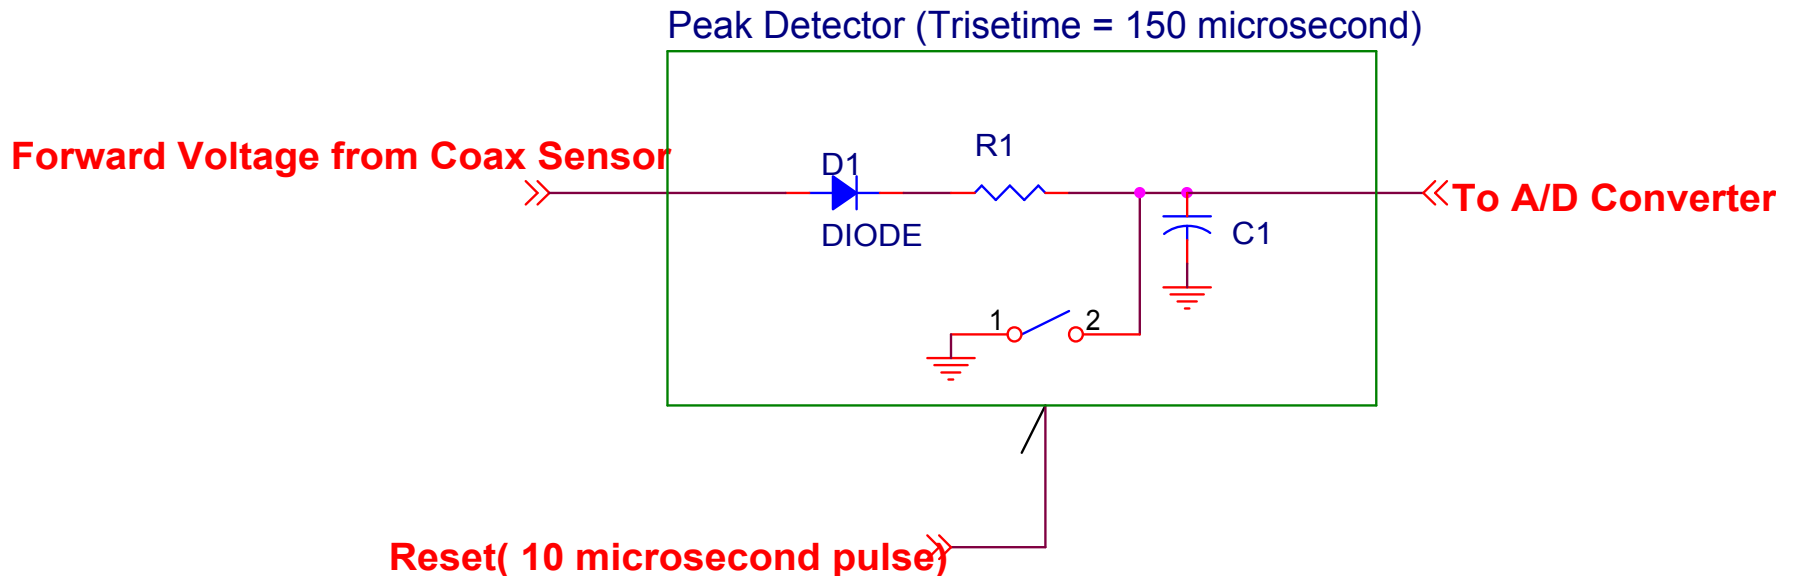 Peak Detector (Trisetime = 150 microsecond)
Forward Voltage from Coax Sensor
D1
R1
DIODE
To A/D Converter
C1
1
2
Reset( 10 microsecond pulse)